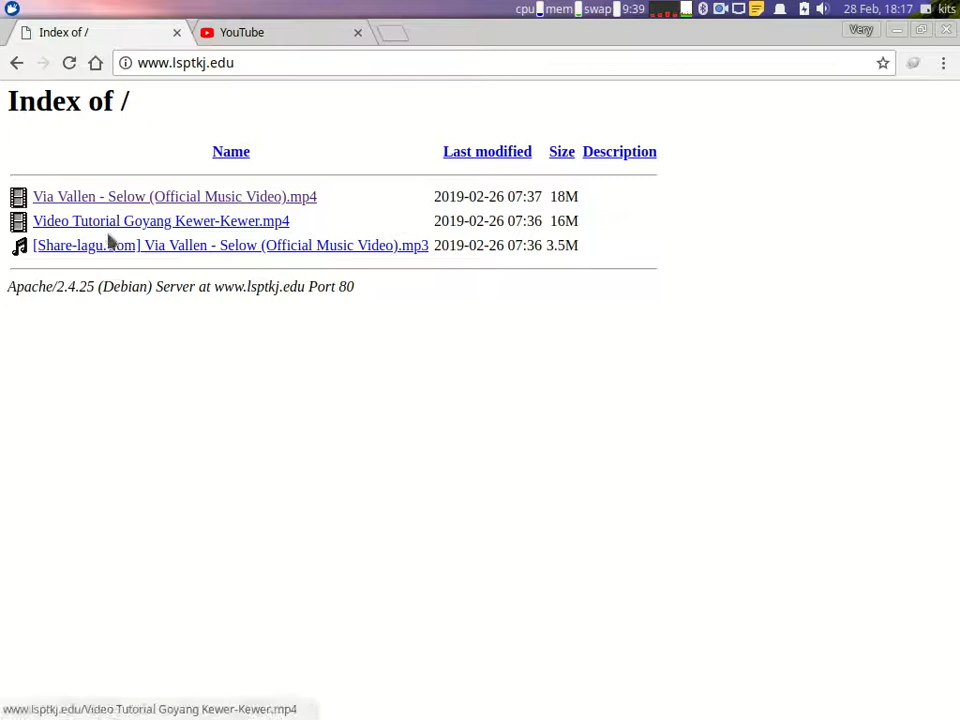 cpu mem swap 9:39 28 Feb, 18:17 kits
Index of / YouTube Very
www.lsptkj.edu
Index of /
Name Last modified Size Description
Via Vallen - Selow (Official Music Video).mp4 2019-02-26 07:37 18M
Video Tutorial Goyang Kewer-Kewer.mp4 2019-02-26 07:36 16M
[Share-lagu.com] Via Vallen - Selow (Official Music Video).mp3 2019-02-26 07:36 3.5M
Apache/2.4.25 (Debian) Server at www.lsptkj.edu Port 80
www.lsptkj.edu/Video Tutorial Goyang Kewer-Kewer.mp4